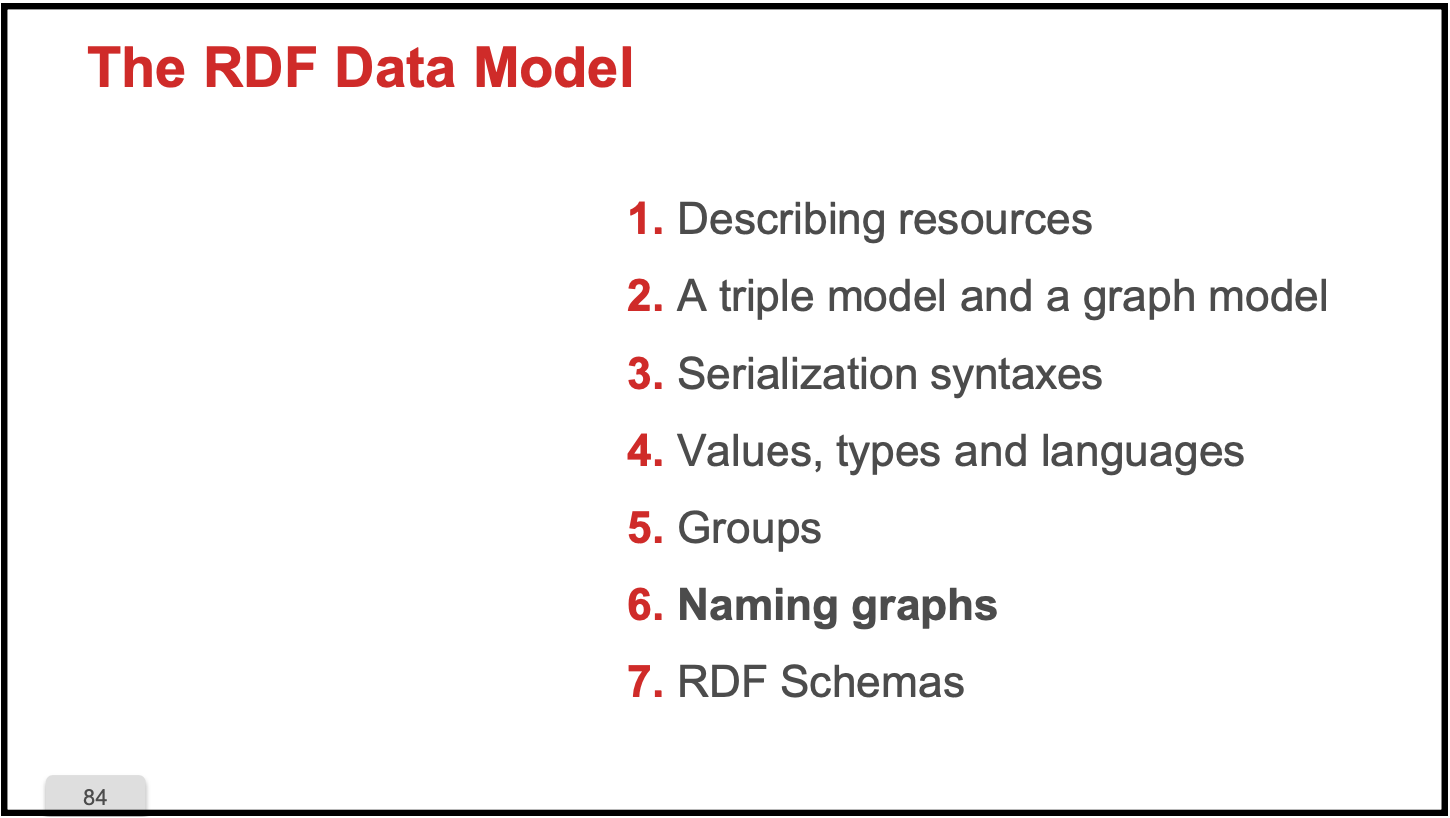 The RDF Data Model
1. Describing resources
2. A triple model and a graph model
3. Serialization syntaxes
4. Values, types and languages
5. Groups
6. Naming graphs
7. RDF Schemas
84